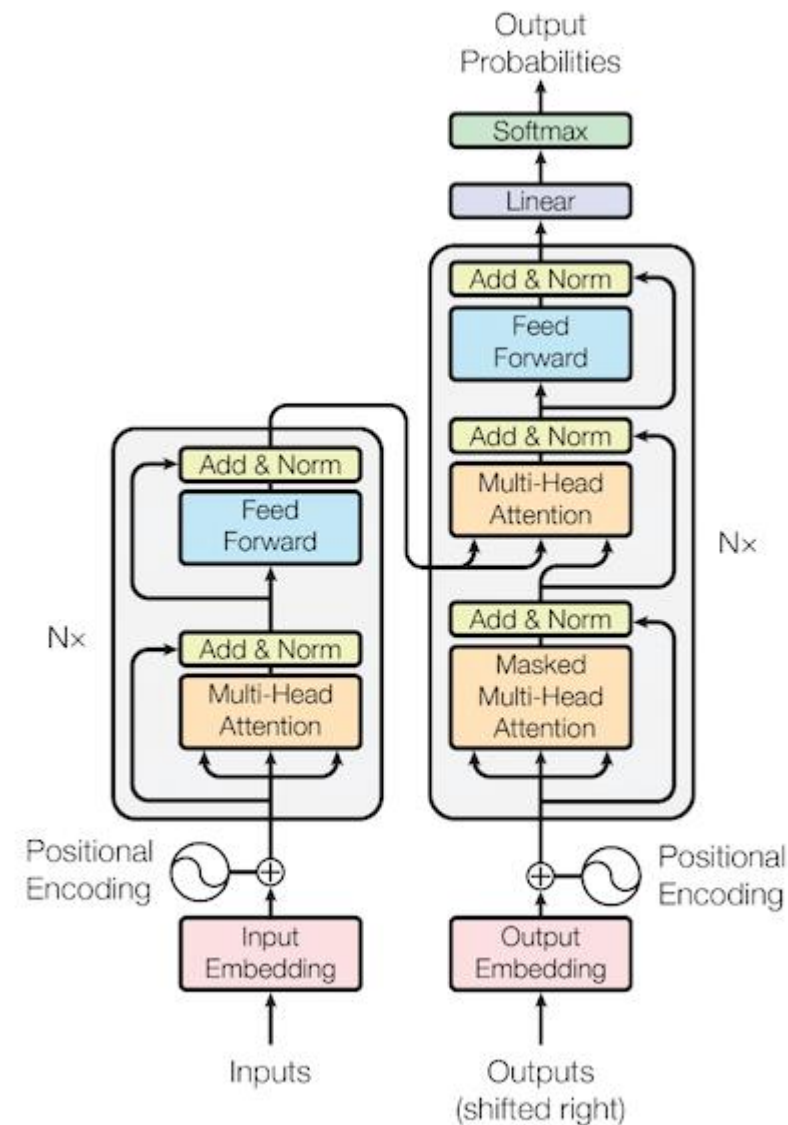 Output
Probabilities
Softmax
Linear
Add & Norm
Feed
Forward
Add & Norm
Multi-Head
Attention
Add & Norm
Masked
Multi-Head
Attention
Nx
Add & Norm
Feed
Forward
Add & Norm
Multi-Head
Attention
Nx
Positional
Encoding
Positional
Encoding
Input
Embedding
Output
Embedding
Inputs
Outputs
(shifted right)